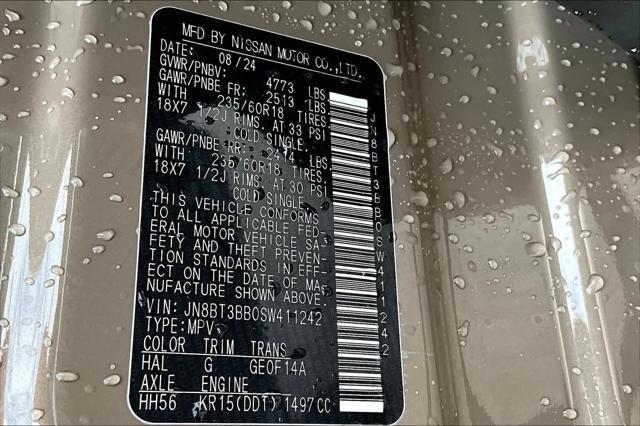 MFD BY NISSAN MOTOR CO.,LTD.
DATE: 08/24
GVWR/PNBV: 4773 LBS
GAWR/PNBE FR: 2513 LBS
WITH 235/60R18 TIRES
18X7 1/2J RIMS. AT 33 PSI
COLD SINGLE.
GAWR/PNBE RR: 2414 LBS
WITH 235/60R18 TIRES
18X7 1/2J RIMS. AT 30 PSI
COLD SINGLE.
THIS VEHICLE CONFORMS
TO ALL APPLICABLE FED-
ERAL MOTOR VEHICLE SA-
FETY AND THEFT PREVEN-
TION STANDARDS IN EFF-
ECT ON THE DATE OF MA-
NUFACTURE SHOWN ABOVE.
VIN: JN8BT3BB0SW411242
TYPE:MPV
COLOR TRIM TRANS
HAL G GE0F14A
AXLE ENGINE
HH56 KR15(DDT) 1497CC
JN8BT3BB0SW411242